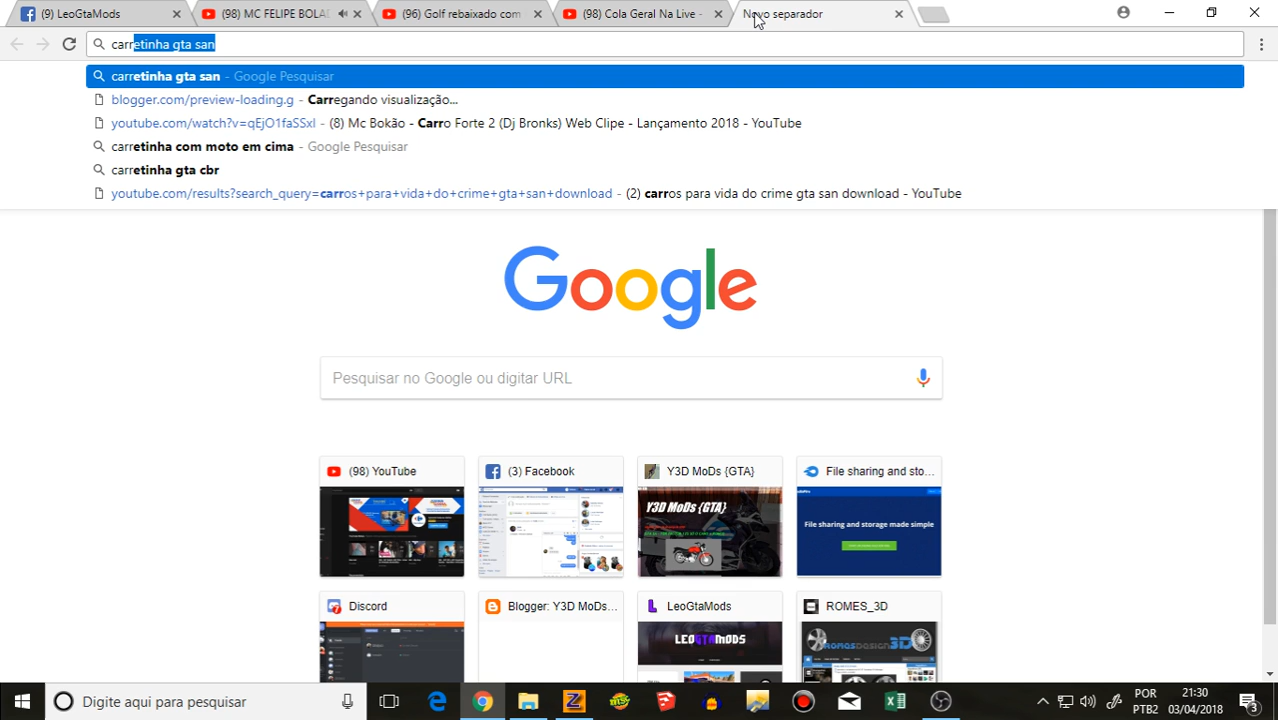 (9) LeoGtaMods
(98) MC FELIPE BOLAD
(96) Golf rebaixado com
(98) Cola Geral Na Live -
Novo separador
carretinha gta san
carretinha gta san - Google Pesquisar
blogger.com/preview-loading.g - Carregando visualização...
youtube.com/watch?v=qEjO1faSSxI - (8) Mc Bokão - Carro Forte 2 (Dj Bronks) Web Clipe - Lançamento 2018 - YouTube
carretinha com moto em cima - Google Pesquisar
carretinha gta cbr
youtube.com/results?search_query=carros+para+vida+do+crime+gta+san+download - (2) carros para vida do crime gta san download - YouTube
Google
Pesquisar no Google ou digitar URL
(98) YouTube
(3) Facebook
Y3D MoDs {GTA}
File sharing and sto...
Y3D MoDs {GTA}
File sharing and storage made simple
Discord
Blogger: Y3D MoDs...
LeoGtaMods
ROMES_3D
LEOGTAMODS
ROMESDESIGN3D
Digite aqui para pesquisar
POR
PTB2
21:30
03/04/2018
3